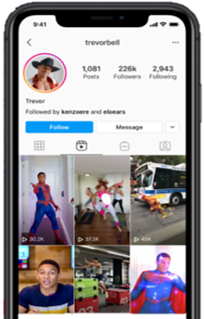 9:41
trevorbell
1,081 226k 2,943
Posts Followers Following
Trevor
Followed by kenzoere and eloears
Follow Message
30.2K 37.3K 45K